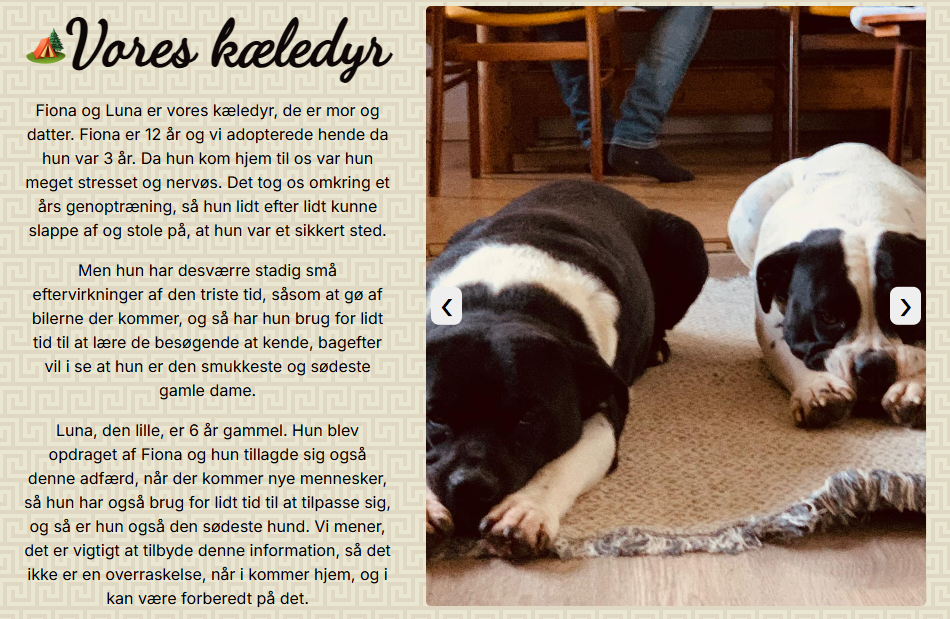 Vores kæledyr
Fiona og Luna er vores kæledyr, de er mor og
datter. Fiona er 12 år og vi adopterede hende da
hun var 3 år. Da hun kom hjem til os var hun
meget stresset og nervøs. Det tog os omkring et
års genoptræning, så hun lidt efter lidt kunne
slappe af og stole på, at hun var et sikkert sted.
Men hun har desværre stadig små
eftervirkninger af den triste tid, såsom at gø af
bilerne der kommer, og så har hun brug for lidt
tid til at lære de besøgende at kende, bagefter
vil i se at hun er den smukkeste og sødeste
gamle dame.
Luna, den lille, er 6 år gammel. Hun blev
opdraget af Fiona og hun tillagde sig også
denne adfærd, når der kommer nye mennesker,
så hun har også brug for lidt tid til at tilpasse sig,
og så er hun også den sødeste hund. Vi mener,
det er vigtigt at tilbyde denne information, så det
ikke er en overraskelse, når i kommer hjem, og i
kan være forberedt på det.